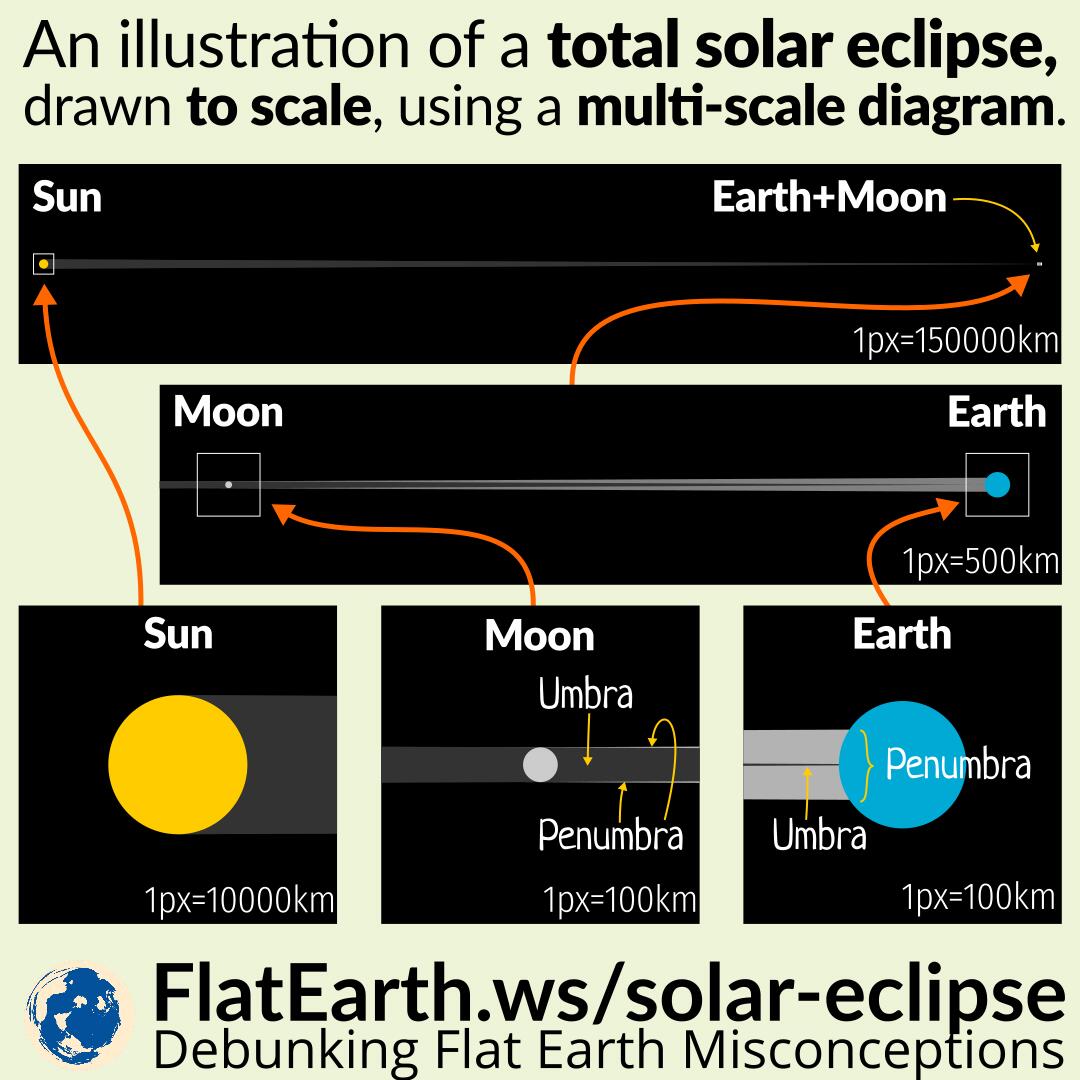 An illustration of a total solar eclipse,
drawn to scale, using a multi-scale diagram.
Sun
Earth+Moon
1px=150000km
Moon
Earth
1px=500km
Sun
1px=10000km
Moon
Umbra
Penumbra
1px=100km
Earth
Penumbra
Umbra
1px=100km
FlatEarth.ws/solar-eclipse
Debunking Flat Earth Misconceptions